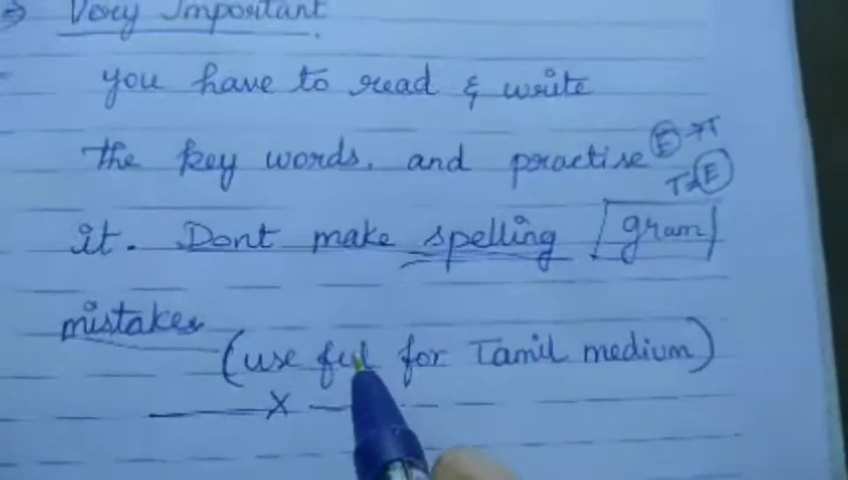 => Very Important
you have to read & write
the key words. and practise E → T
T → E
it. Dont make spelling gram
mistakes
(use ful for Tamil medium)
x